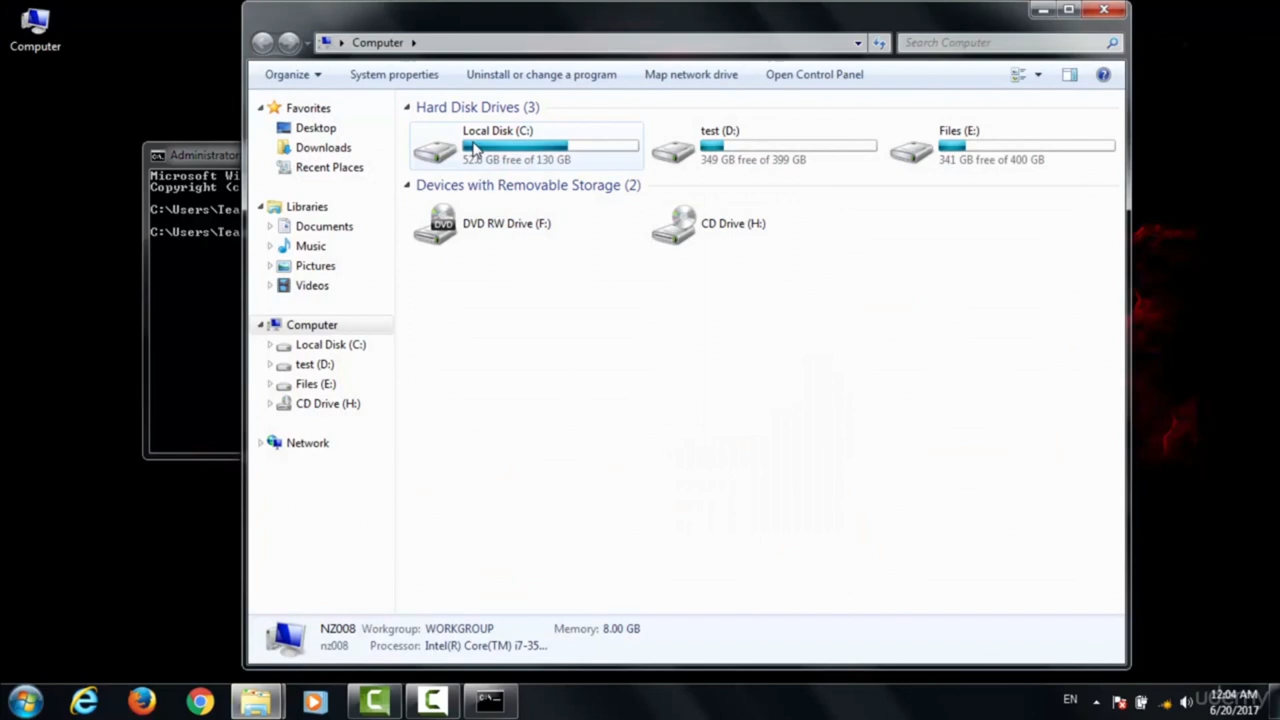 Computer
Computer
Search Computer
Organize
System properties
Uninstall or change a program
Map network drive
Open Control Panel
Favorites
Desktop
Downloads
Recent Places
Libraries
Documents
Music
Pictures
Videos
Computer
Local Disk (C:)
test (D:)
Files (E:)
CD Drive (H:)
Network
Hard Disk Drives (3)
Local Disk (C:)
52.8 GB free of 130 GB
test (D:)
349 GB free of 399 GB
Files (E:)
341 GB free of 400 GB
Devices with Removable Storage (2)
DVD
DVD RW Drive (F:)
CD Drive (H:)
Administrator
Microsoft Wi
Copyright (c
C:\Users\Tea
C:\Users\Tea
NZ008 Workgroup: WORKGROUP Memory: 8.00 GB
nz008 Processor: Intel(R) Core(TM) i7-35...
EN
12:04 AM
6/20/2017
udemy